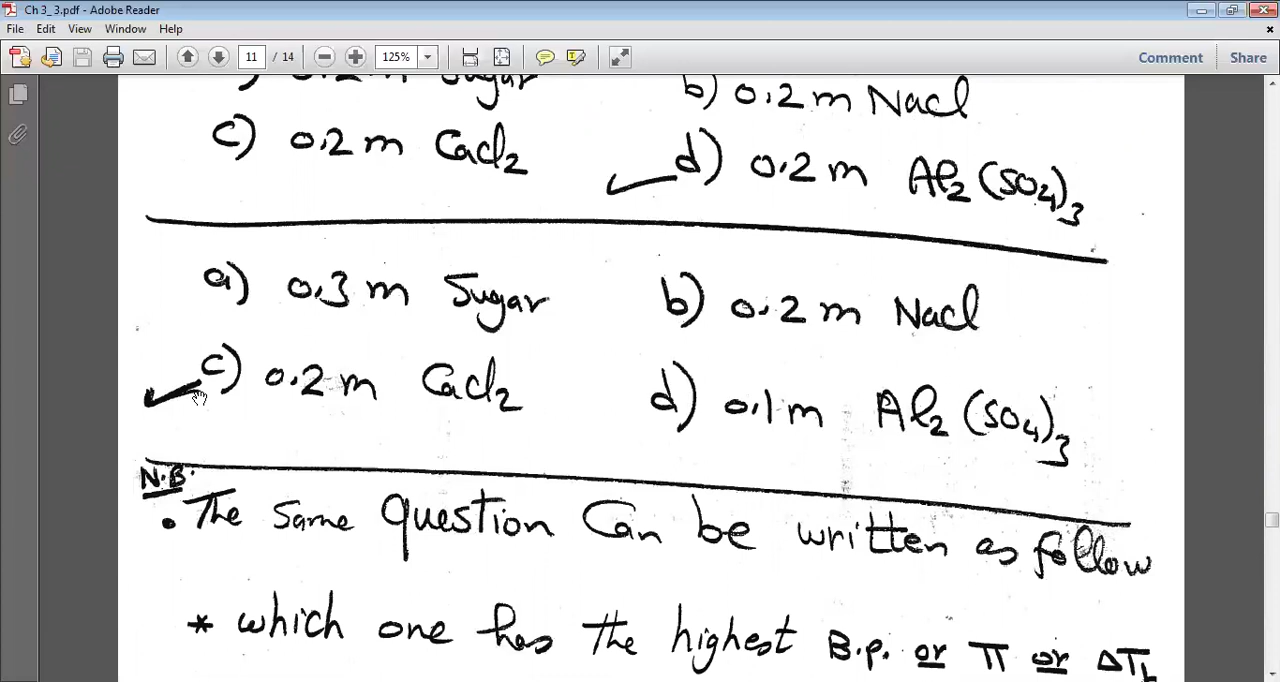 Ch 3_3.pdf - Adobe Reader
File Edit View Window Help
11 / 14 125% Comment Share
Sugar b) 0.2 m Nacl
c) 0.2 m Cacl2 d) 0.2 m Al2 (SO4)3
a) 0.3 m Sugar b) 0.2 m Nacl
c) 0.2 m Cacl2 d) 0.1 m Al2 (SO4)3
N.B.
• The same question Can be written as follow
* which one has the highest B.p. or π or ΔTb